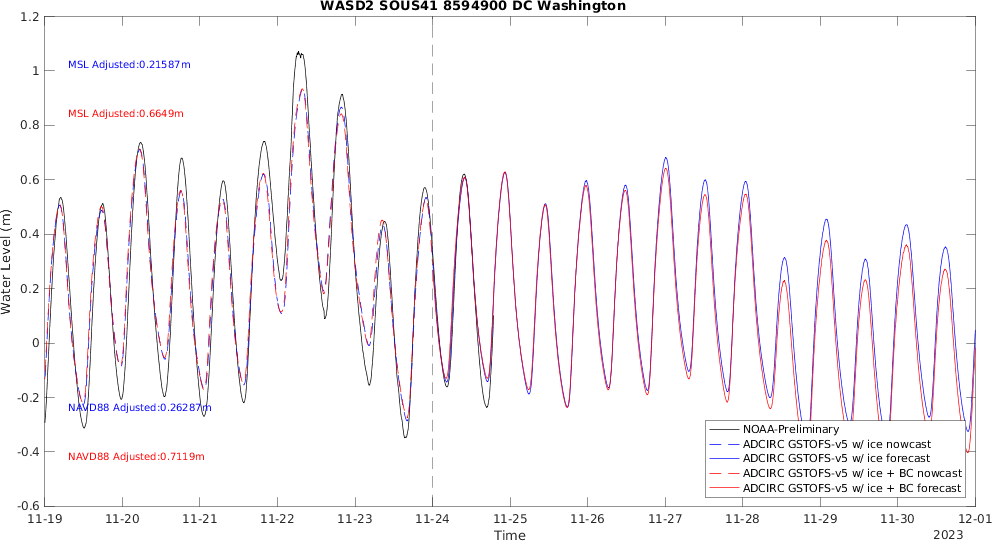 WASD2 SOUS41 8594900 DC Washington
1.2
1
0.8
0.6
0.4
0.2
0
-0.2
-0.4
-0.6
Water Level (m)
MSL Adjusted:0.21587m
MSL Adjusted:0.6649m
NAVD88 Adjusted:0.26287m
NAVD88 Adjusted:0.7119m
NOAA-Preliminary
ADCIRC GSTOFS-v5 w/ ice nowcast
ADCIRC GSTOFS-v5 w/ ice forecast
ADCIRC GSTOFS-v5 w/ ice + BC nowcast
ADCIRC GSTOFS-v5 w/ ice + BC forecast
11-19 11-20 11-21 11-22 11-23 11-24 11-25 11-26 11-27 11-28 11-29 11-30 12-01
Time
2023